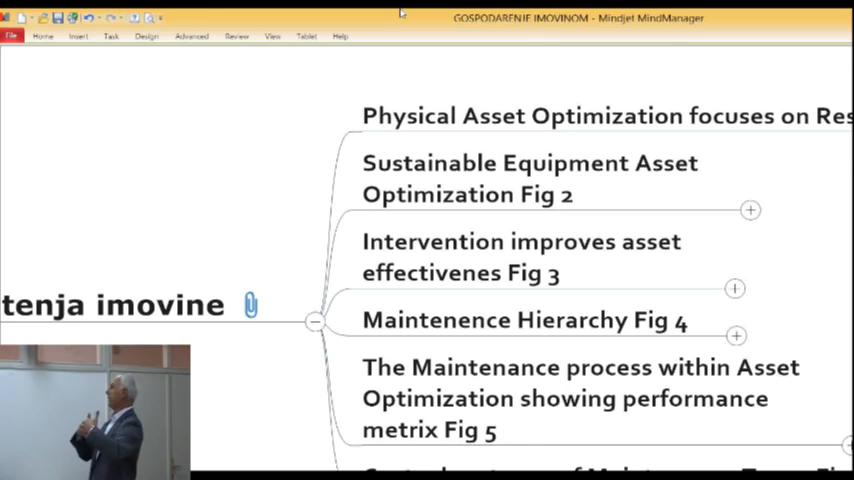 GOSPODARENJE IMOVINOM - Mindjet MindManager
File Home Insert Task Design Advanced Review View Tablet Help
Physical Asset Optimization focuses on Res
Sustainable Equipment Asset
Optimization Fig 2
Intervention improves asset
effectivenes Fig 3
tenja imovine
Maintenence Hierarchy Fig 4
The Maintenance process within Asset
Optimization showing performance
metrix Fig 5